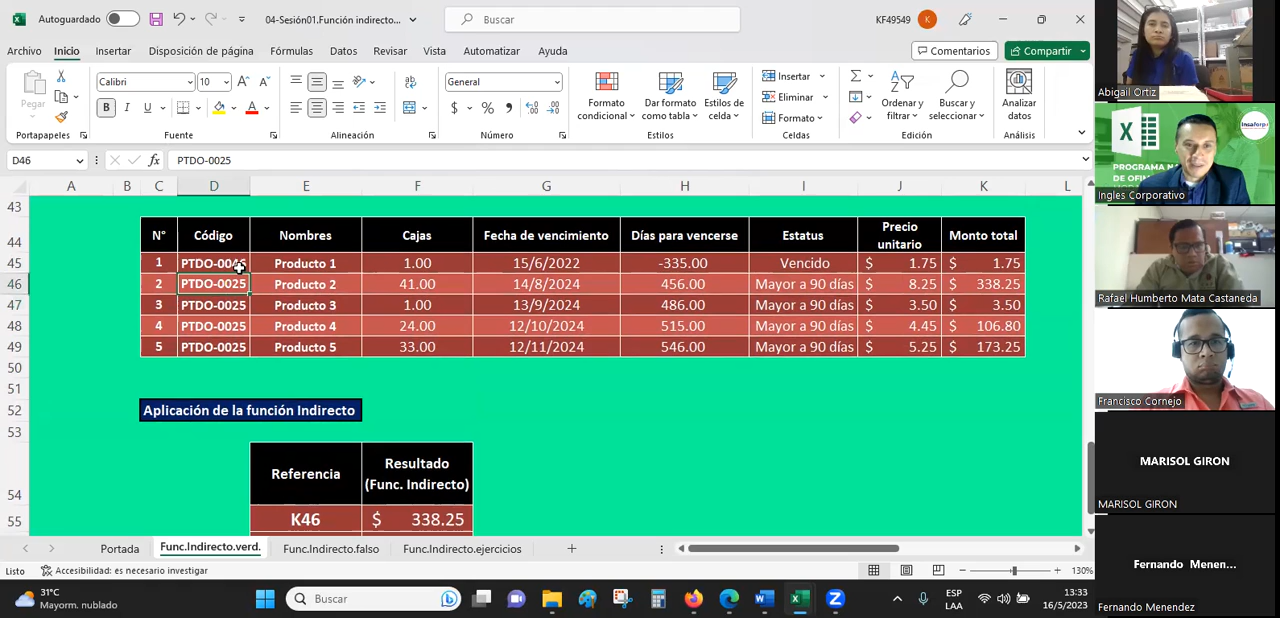 Autoguardado 04-Sesión01.Función indirecto... Buscar KF49549 K
Archivo Inicio Insertar Disposición de página Fórmulas Datos Revisar Vista Automatizar Ayuda Comentarios Compartir
Pegar Calibri 10 General Insertar Eliminar Formato
N K S
Formato condicional Dar formato como tabla Estilos de celda Ordenar y filtrar Buscar y seleccionar Analizar datos
Portapapeles Fuente Alineación Número Estilos Celdas Edición Análisis
D46 fx PTDO-0025
A B C D E F G H I J K L
43
44 N° Código Nombres Cajas Fecha de vencimiento Días para vencerse Estatus Precio unitario Monto total
45 1 Producto 1 1.00 15/6/2022 -335.00 Vencido $ 1.75 $ 1.75
46 2 PTDO-0025 Producto 2 41.00 14/8/2024 456.00 Mayor a 90 días $ 8.25 $ 338.25
47 3 PTDO-0025 Producto 3 1.00 13/9/2024 486.00 Mayor a 90 días $ 3.50 $ 3.50
48 4 PTDO-0025 Producto 4 24.00 12/10/2024 515.00 Mayor a 90 días $ 4.45 $ 106.80
49 5 PTDO-0025 Producto 5 33.00 12/11/2024 546.00 Mayor a 90 días $ 5.25 $ 173.25
50
51
52 Aplicación de la función Indirecto
53
54 Referencia Resultado (Func. Indirecto)
55 K46 $ 338.25
Portada Func.Indirecto.verd. Func.Indirecto.falso Func.Indirecto.ejercicios
Listo Accesibilidad: es necesario investigar 130%
31°C
Mayorm. nublado
Buscar
ESP
LAA
13:33
16/5/2023
Abigail Ortiz
PROGRAMA
DE
Ingles Corporativo
Rafael Humberto Mata Castaneda
Francisco Cornejo
MARISOL GIRON
MARISOL GIRON
Fernando Menen...
Fernando Menendez